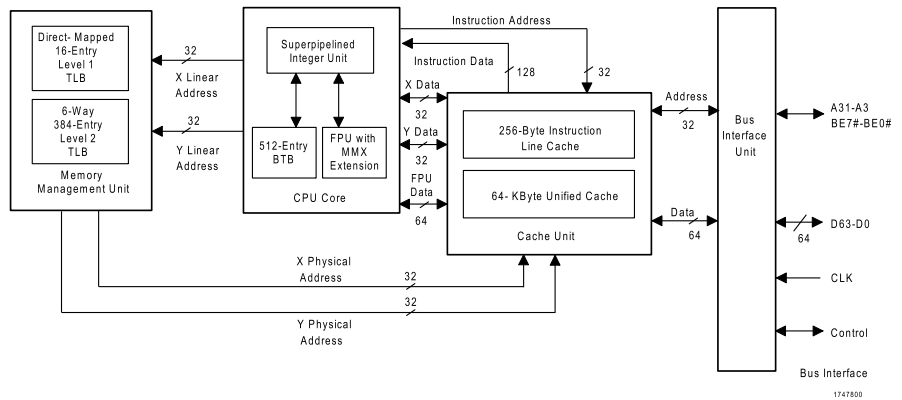 Direct- Mapped
16-Entry
Level 1
TLB
6-Way
384-Entry
Level 2
TLB
Memory
Management Unit
32
X Linear
Address
32
Y Linear
Address
Superpipelined
Integer Unit
512-Entry
BTB
FPU with
MMX
Extension
CPU Core
Instruction Address
Instruction Data
128
32
X Data
32
Y Data
32
FPU
Data
64
256-Byte Instruction
Line Cache
64- KByte Unified Cache
Cache Unit
Address
32
Data
64
Bus
Interface
Unit
A31-A3
BE7#-BE0#
D63-D0
64
CLK
Control
X Physical
Address
32
32
Y Physical
Address
Bus Interface
1747800